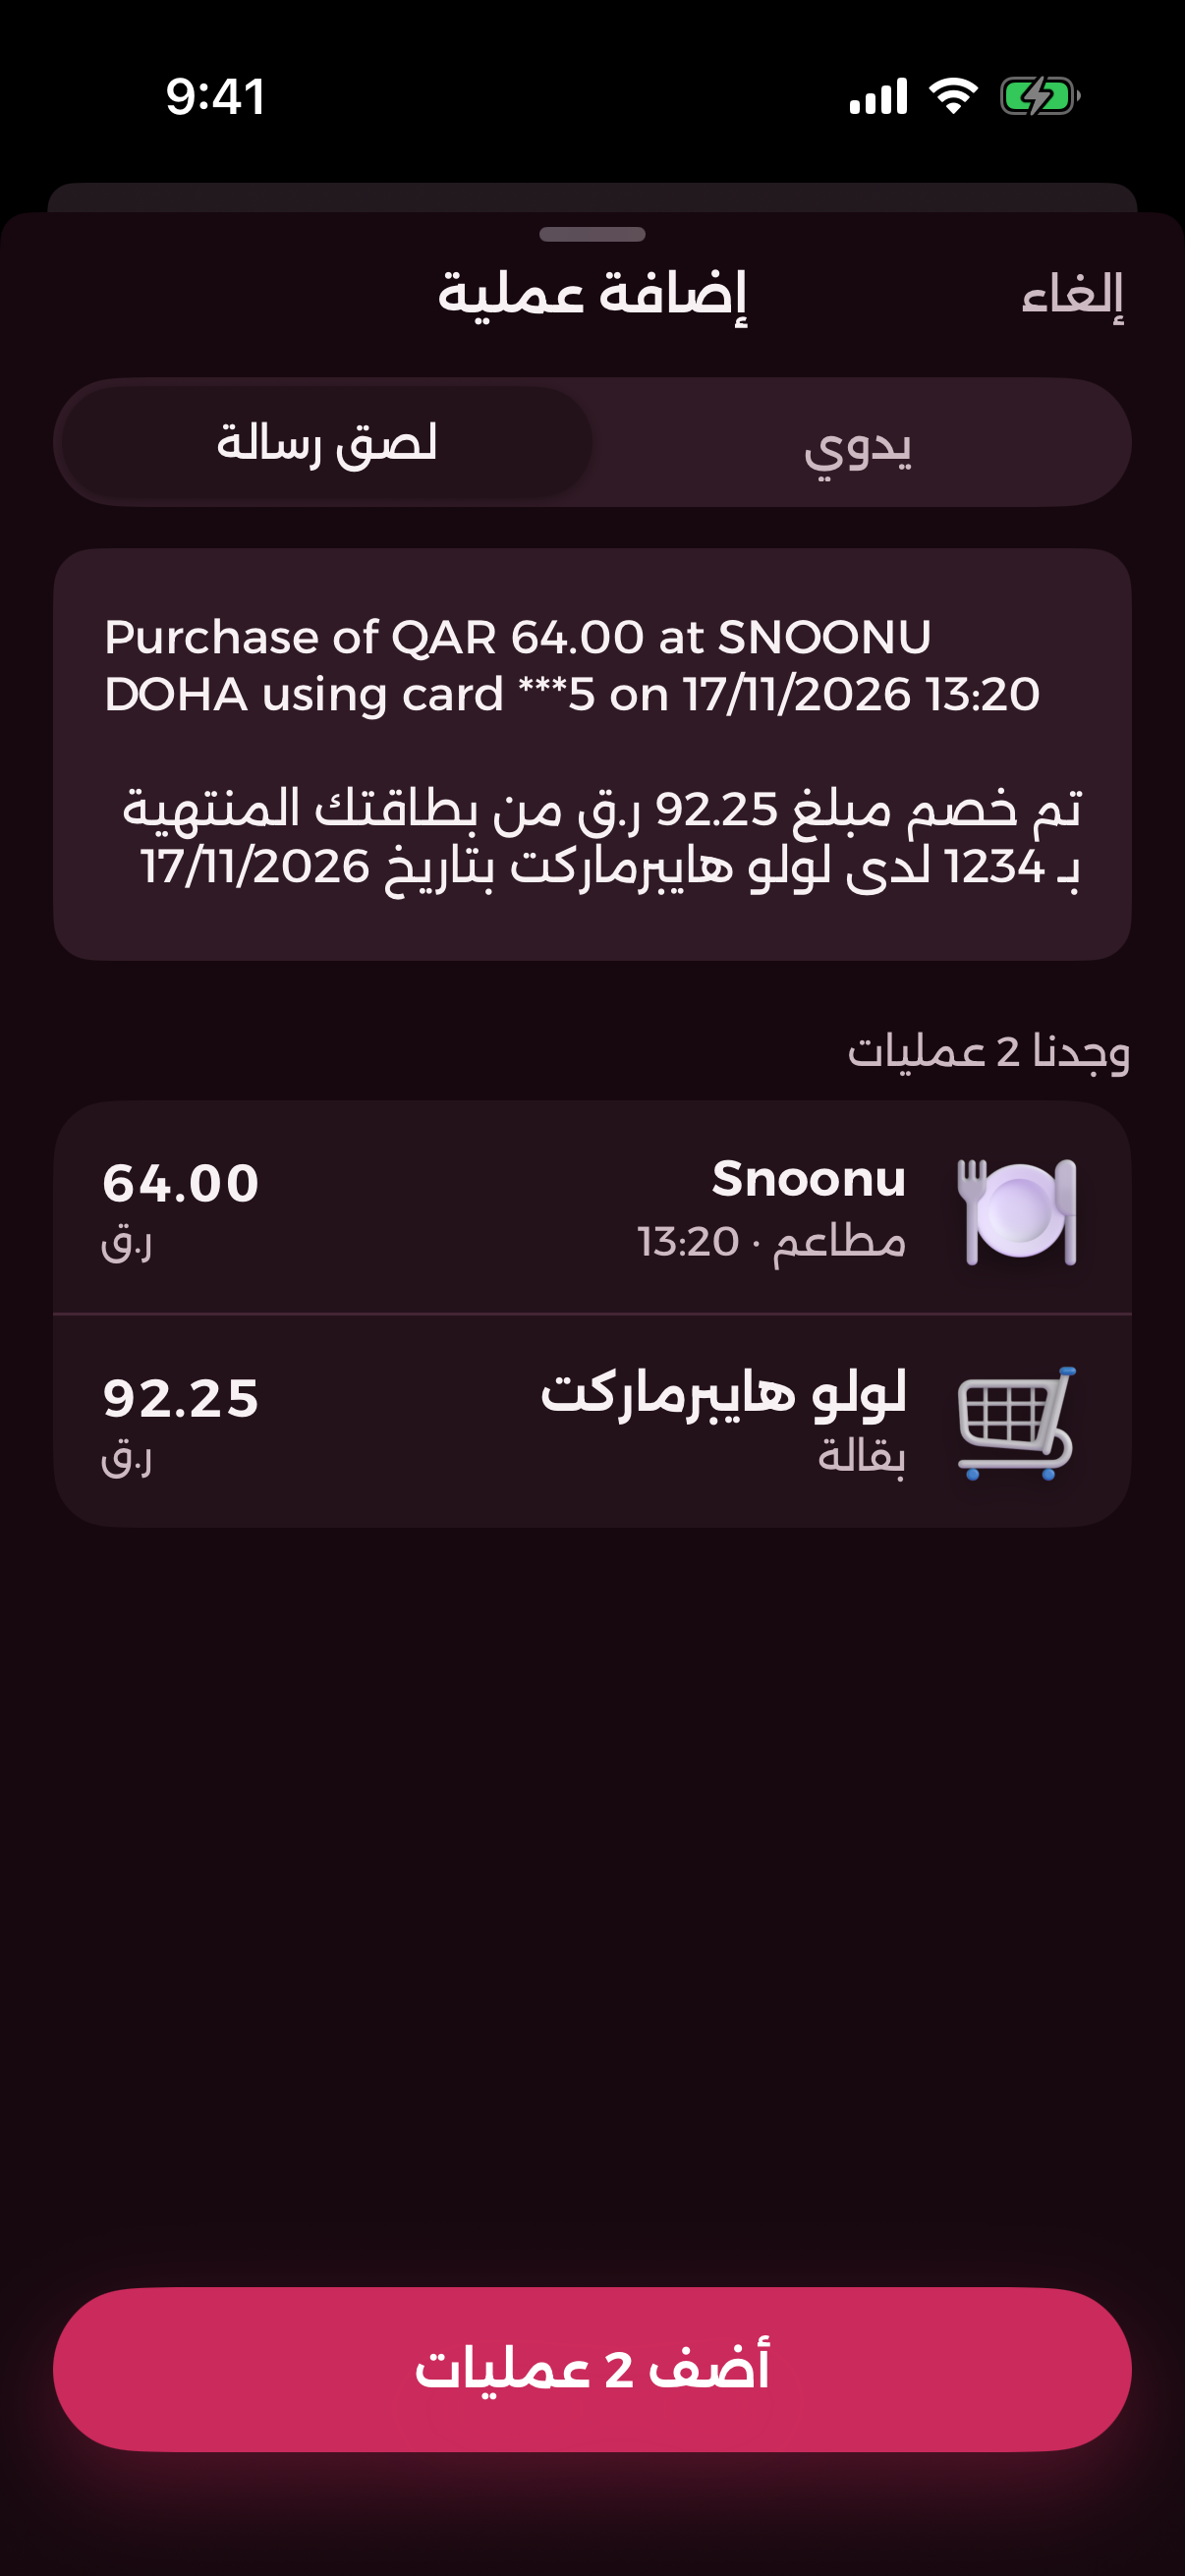 9:41
إلغاء
إضافة عملية
يدوي
لصق رسالة
Purchase of QAR 64.00 at SNOONU
DOHA using card ***5 on 17/11/2026 13:20
تم خصم مبلغ 92.25 ر.ق من بطاقتك المنتهية
بـ 1234 لدى لولو هايبرماركت بتاريخ 17/11/2026
وجدنا 2 عمليات
Snoonu
64.00
مطاعم · 13:20
ر.ق
لولو هايبرماركت
92.25
بقالة
ر.ق
أضف 2 عمليات